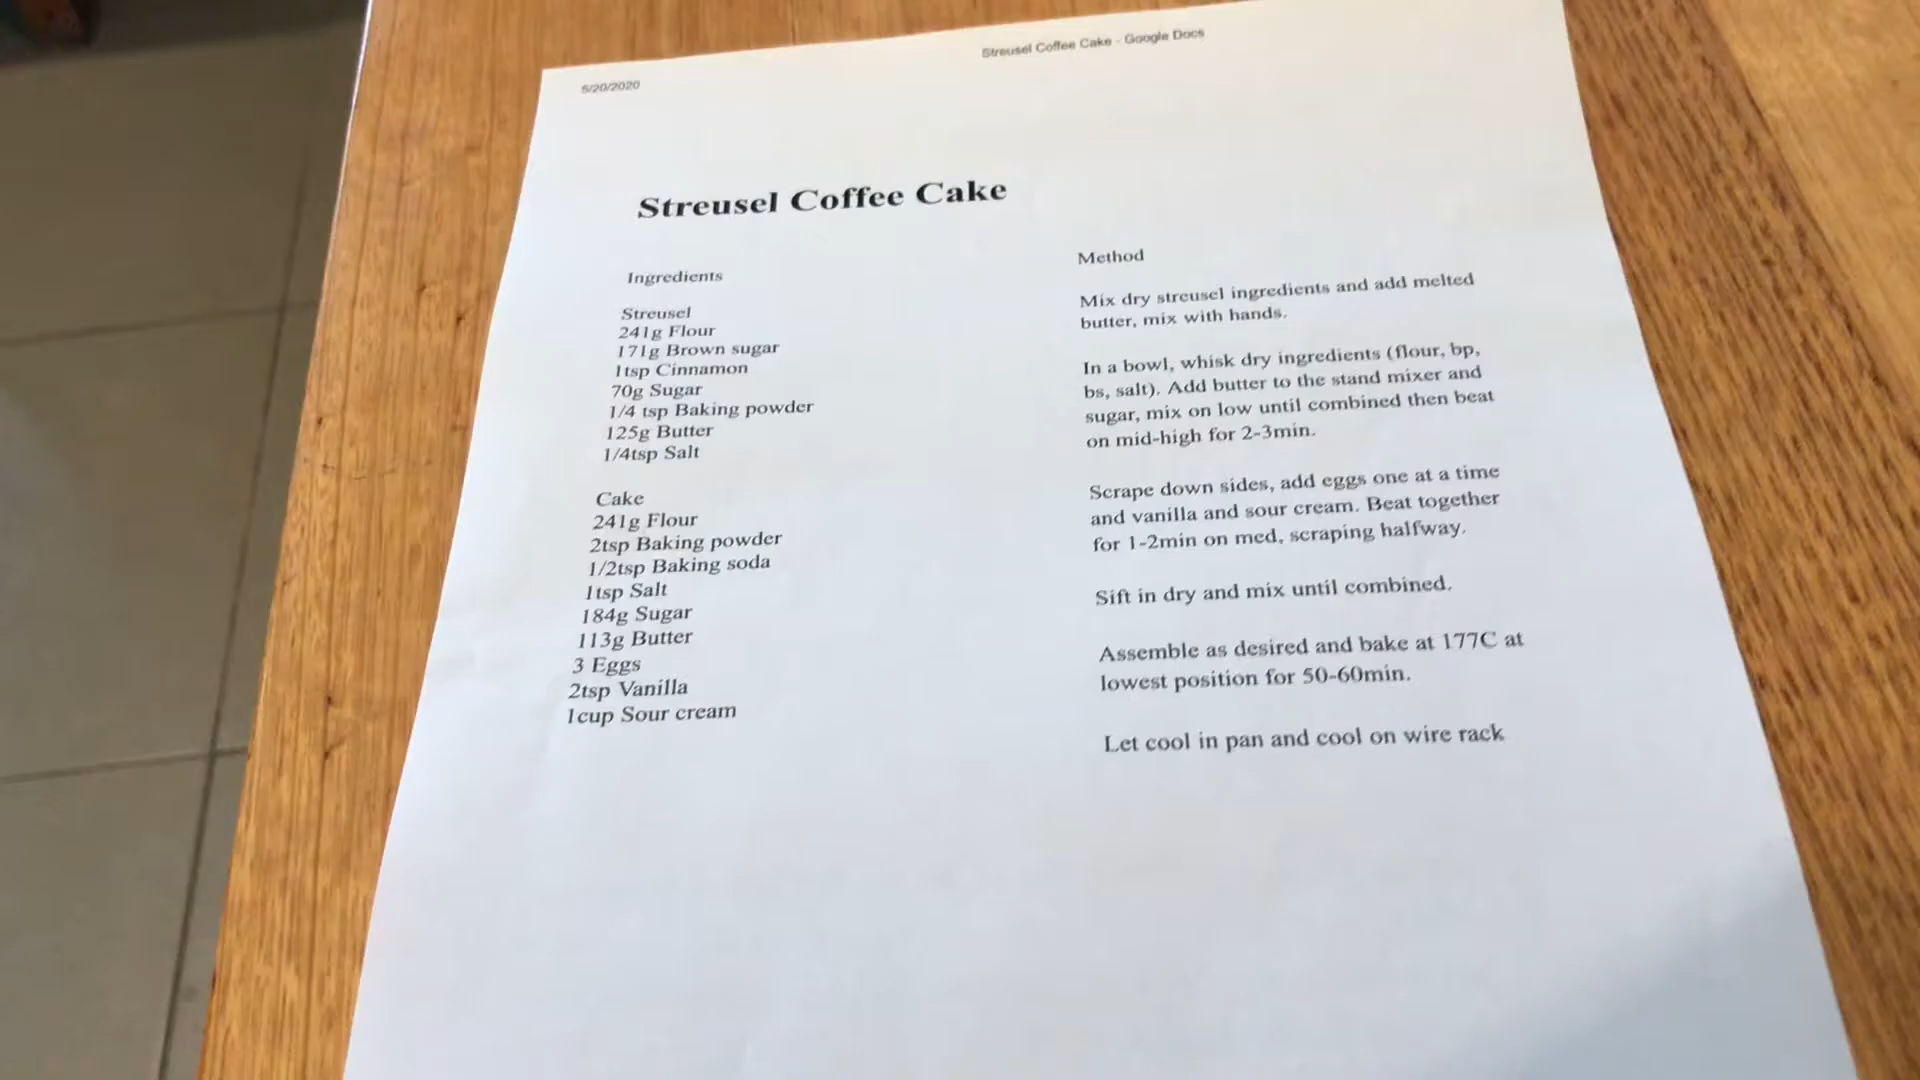 5/20/2020
Streusel Coffee Cake - Google Docs
Streusel Coffee Cake
Ingredients
Streusel
241g Flour
171g Brown sugar
1tsp Cinnamon
70g Sugar
1/4 tsp Baking powder
125g Butter
1/4tsp Salt
Cake
241g Flour
2tsp Baking powder
1/2tsp Baking soda
1tsp Salt
184g Sugar
113g Butter
3 Eggs
2tsp Vanilla
1cup Sour cream
Method
Mix dry streusel ingredients and add melted
butter, mix with hands.
In a bowl, whisk dry ingredients (flour, bp,
bs, salt). Add butter to the stand mixer and
sugar, mix on low until combined then beat
on mid-high for 2-3min.
Scrape down sides, add eggs one at a time
and vanilla and sour cream. Beat together
for 1-2min on med, scraping halfway.
Sift in dry and mix until combined.
Assemble as desired and bake at 177C at
lowest position for 50-60min.
Let cool in pan and cool on wire rack